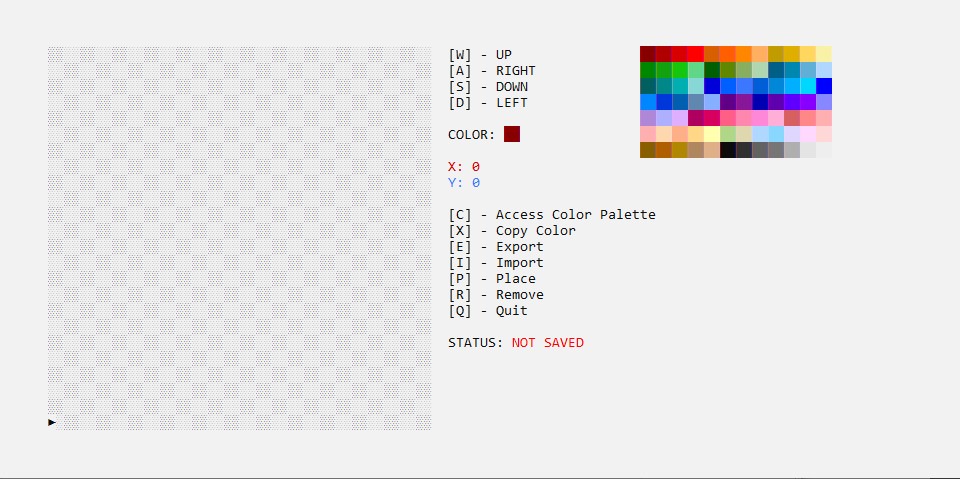 [W] - UP
[A] - RIGHT
[S] - DOWN
[D] - LEFT
COLOR:
X: 0
Y: 0
[C] - Access Color Palette
[X] - Copy Color
[E] - Export
[I] - Import
[P] - Place
[R] - Remove
[Q] - Quit
STATUS: NOT SAVED